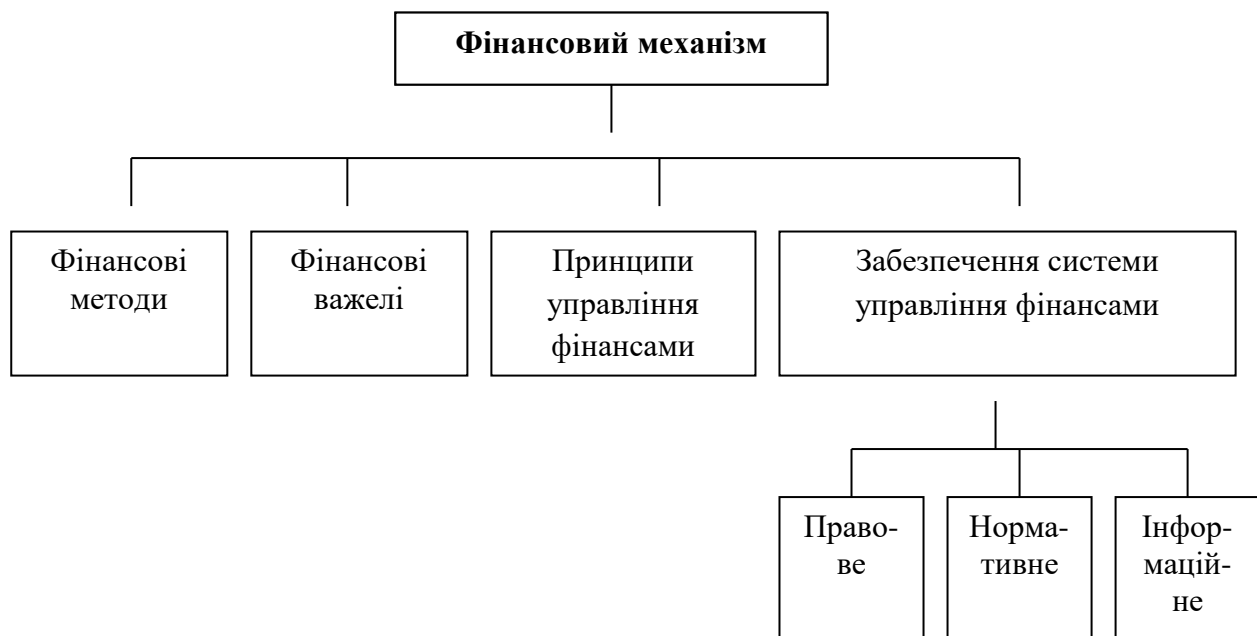 Фінансовий механізм
Фінансові
методи
Фінансові
важелі
Принципи
управління
фінансами
Забезпечення системи
управління фінансами
Право-
ве
Норма-
тивне
Інфор-
мацій-
не